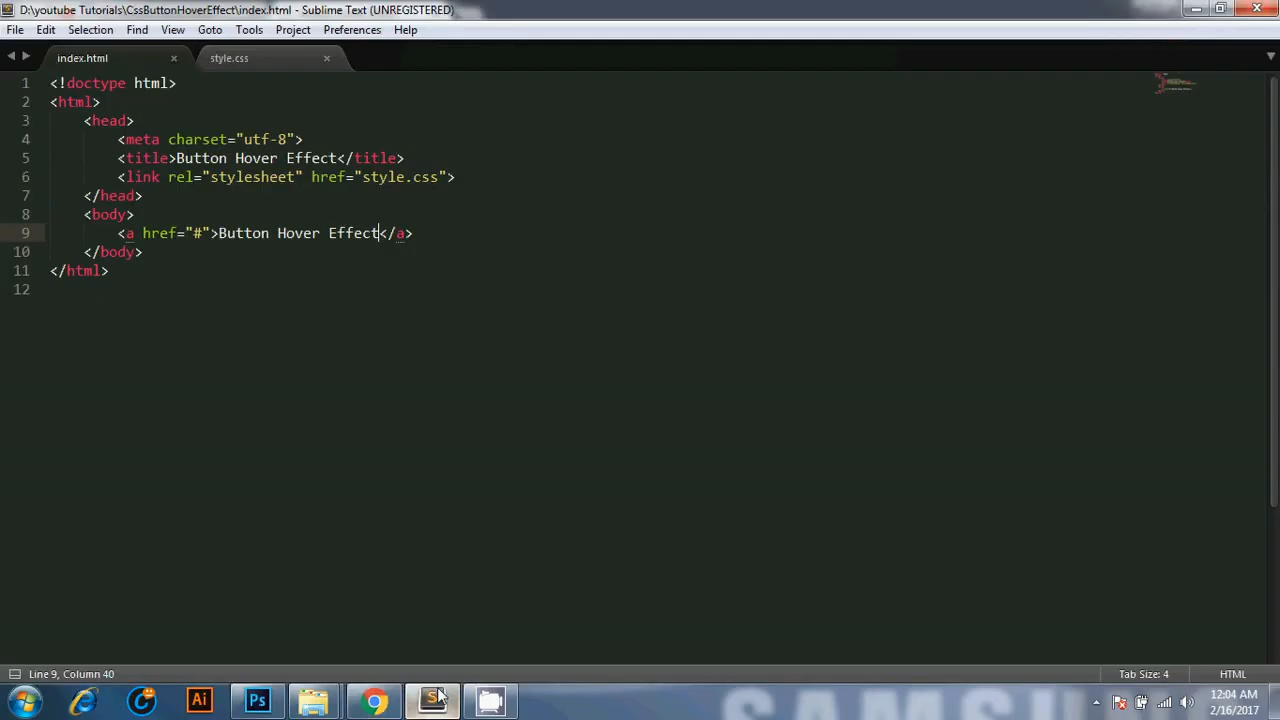 D:\youtube Tutorials\CssButtonHoverEffect\index.html - Sublime Text (UNREGISTERED)
File Edit Selection Find View Goto Tools Project Preferences Help
index.html × style.css ×
1 <!doctype html>
2 <html>
3 <head>
4 <meta charset="utf-8">
5 <title>Button Hover Effect</title>
6 <link rel="stylesheet" href="style.css">
7 </head>
8 <body>
9 <a href="#">Button Hover Effect</a>
10 </body>
11 </html>
12
Line 9, Column 40 Tab Size: 4 HTML
Ai Ps S
12:04 AM
2/16/2017